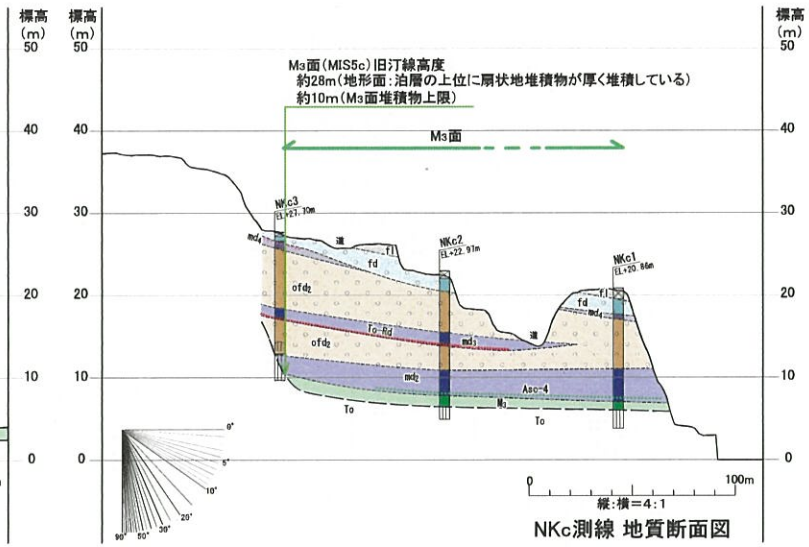 標高
(m)
50
40
30
20
10
0
標高
(m)
50
40
30
20
10
0
標高
(m)
50
40
30
20
10
0
M₃面(MIS5c)旧汀線高度
約28m(地形面:泊層の上位に扇状地堆積物が厚く堆積している)
約10m(M₃面堆積物上限)
M₃面
NKc3
EL+27.70m
NKc2
EL+22.97m
NKc1
EL+20.86m
道
fl
fd
md₄
ofd₂
To-Rd
md₃
道
ofd₂
md₂
Aso-4
M₃
To
To
fl
fd
md₄
0°
5°
10°
20°
30°
50°
90°
0
100m
縦:横=4:1
NKc測線 地質断面図